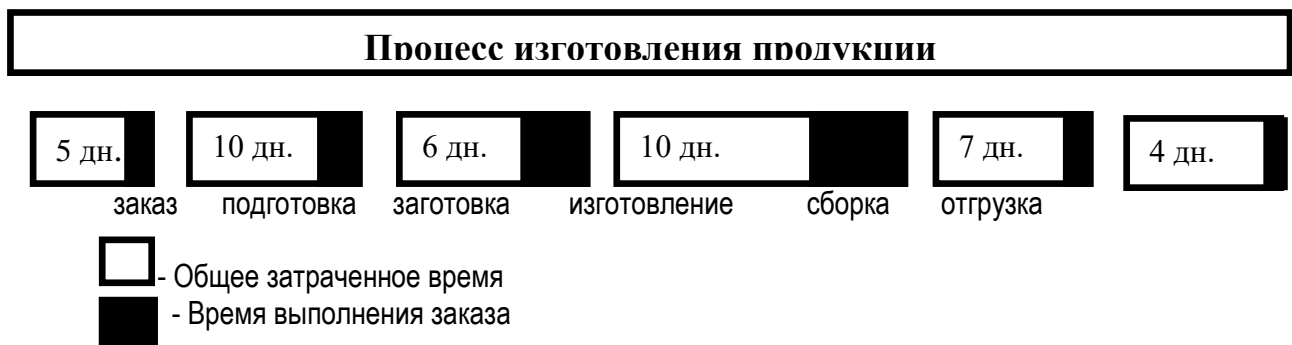 Процесс изготовления продукции
5 дн. 10 дн. 6 дн. 10 дн. 7 дн. 4 дн.
заказ подготовка заготовка изготовление сборка отгрузка
- Общее затраченное время
- Время выполнения заказа